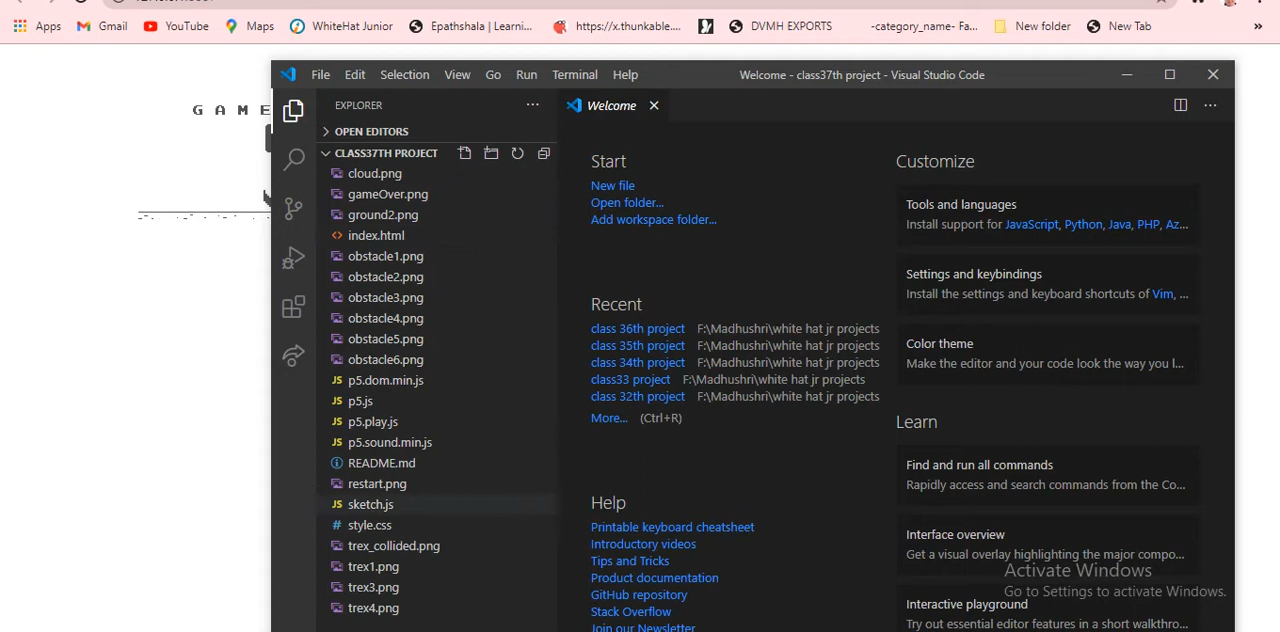 Apps Gmail YouTube Maps WhiteHat Junior Epathshala | Learni... https://x.thunkable.... DVMH EXPORTS -category_name- Fa... New folder New Tab »
File Edit Selection View Go Run Terminal Help Welcome - class37th project - Visual Studio Code
EXPLORER ... Welcome ...
G A M E
OPEN EDITORS
CLASS37TH PROJECT
cloud.png
gameOver.png
ground2.png
index.html
obstacle1.png
obstacle2.png
obstacle3.png
obstacle4.png
obstacle5.png
obstacle6.png
JS p5.dom.min.js
JS p5.js
JS p5.play.js
JS p5.sound.min.js
README.md
restart.png
JS sketch.js
# style.css
trex_collided.png
trex1.png
trex3.png
trex4.png
Start
New file
Open folder...
Add workspace folder...
Recent
class 36th project F:\Madhushri\white hat jr projects
class 35th project F:\Madhushri\white hat jr projects
class 34th project F:\Madhushri\white hat jr projects
class33 project F:\Madhushri\white hat jr projects
class 32th project F:\Madhushri\white hat jr projects
More... (Ctrl+R)
Help
Printable keyboard cheatsheet
Introductory videos
Tips and Tricks
Product documentation
GitHub repository
Stack Overflow
Join our Newsletter
Customize
Tools and languages
Install support for JavaScript, Python, Java, PHP, Az...
Settings and keybindings
Install the settings and keyboard shortcuts of Vim, ...
Color theme
Make the editor and your code look the way you l...
Learn
Find and run all commands
Rapidly access and search commands from the Co...
Interface overview
Get a visual overlay highlighting the major compo...
Activate Windows
Go to Settings to activate Windows.
Interactive playground
Try out essential editor features in a short walkthro...